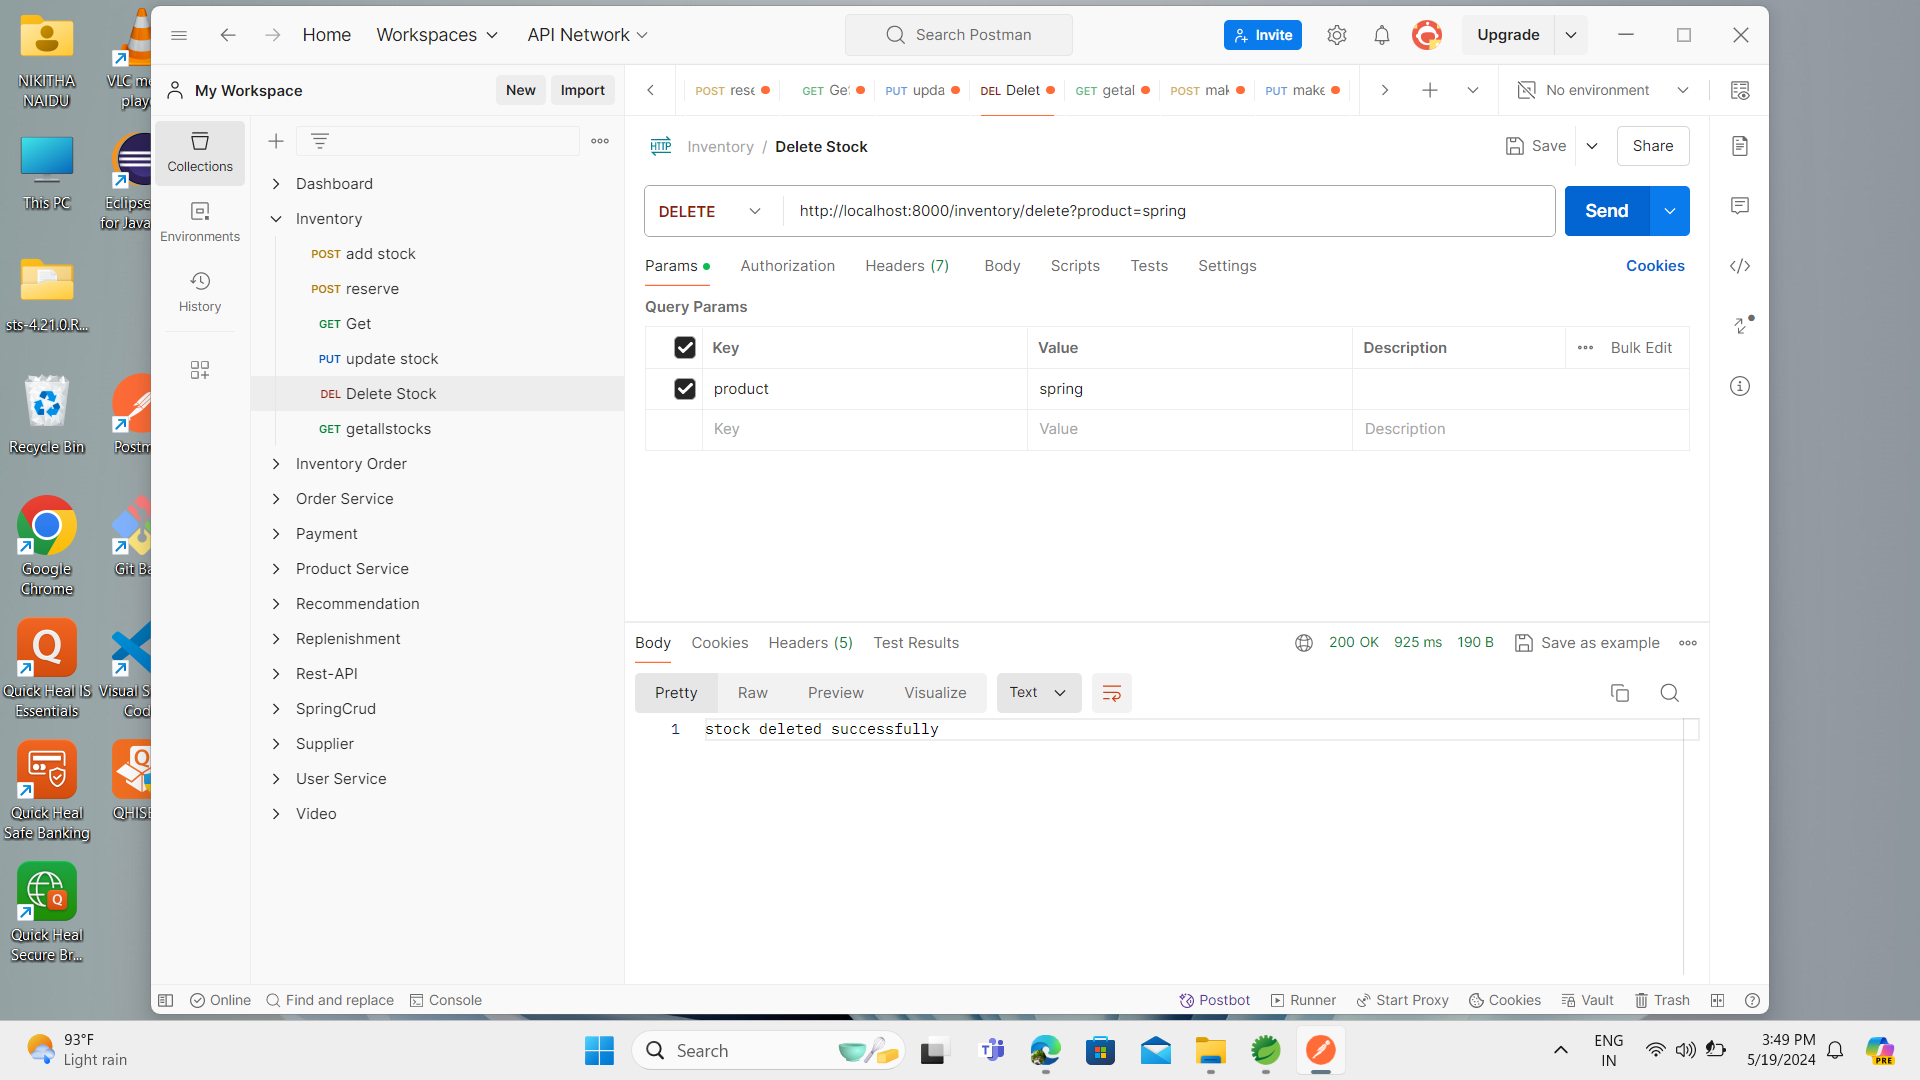 NIKITHA
NAIDU
VLC me
play
This PC
Eclipse
for Java
sts-4.21.0.R...
Recycle Bin
Postm
Google
Chrome
Git Ba
Quick Heal IS
Essentials
Visual S
Cod
Quick Heal
Safe Banking
QHISE
Quick Heal
Secure Br...
Home
Workspaces
API Network
Search Postman
Invite
Upgrade
My Workspace
New
Import
POST rese
GET Ge
PUT upda
DEL Delet
GET getal
POST mak
PUT make
No environment
Collections
Environments
History
Dashboard
Inventory
POST add stock
POST reserve
GET Get
PUT update stock
DEL Delete Stock
GET getallstocks
Inventory Order
Order Service
Payment
Product Service
Recommendation
Replenishment
Rest-API
SpringCrud
Supplier
User Service
Video
HTTP Inventory / Delete Stock
Save
Share
DELETE
http://localhost:8000/inventory/delete?product=spring
Send
Params
Authorization
Headers (7)
Body
Scripts
Tests
Settings
Cookies
Query Params
Key
Value
Description
Bulk Edit
product
spring
Key
Value
Description
Body
Cookies
Headers (5)
Test Results
200 OK
925 ms
190 B
Save as example
Pretty
Raw
Preview
Visualize
Text
1 stock deleted successfully
Online
Find and replace
Console
Postbot
Runner
Start Proxy
Cookies
Vault
Trash
93°F
Light rain
Search
ENG
IN
3:49 PM
5/19/2024
PRE